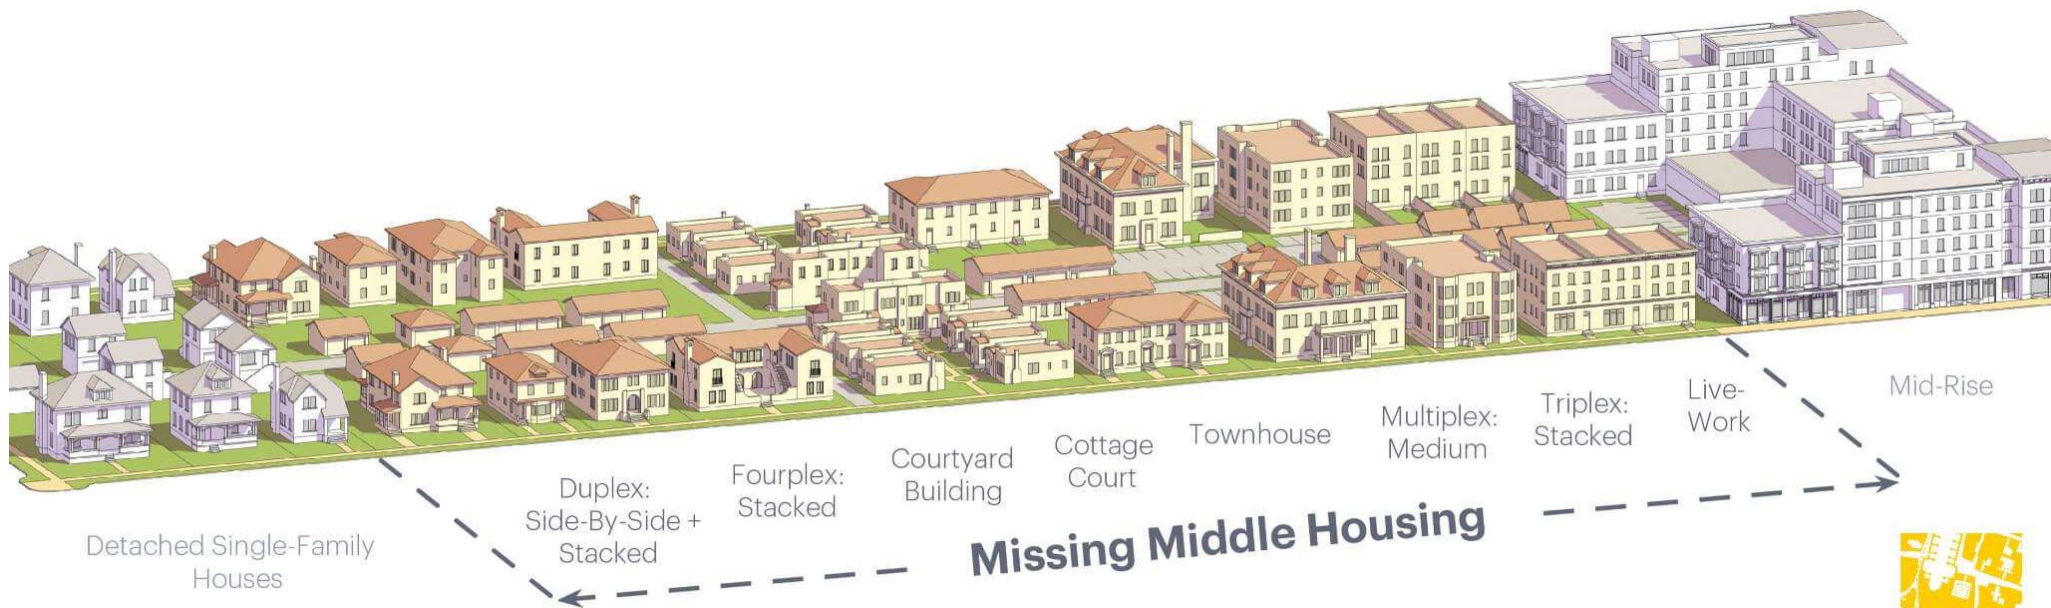 Detached Single-Family
Houses
Duplex:
Side-By-Side +
Stacked
Fourplex:
Stacked
Courtyard
Building
Cottage
Court
Townhouse
Multiplex:
Medium
Triplex:
Stacked
Live-
Work
Mid-Rise
Missing Middle Housing